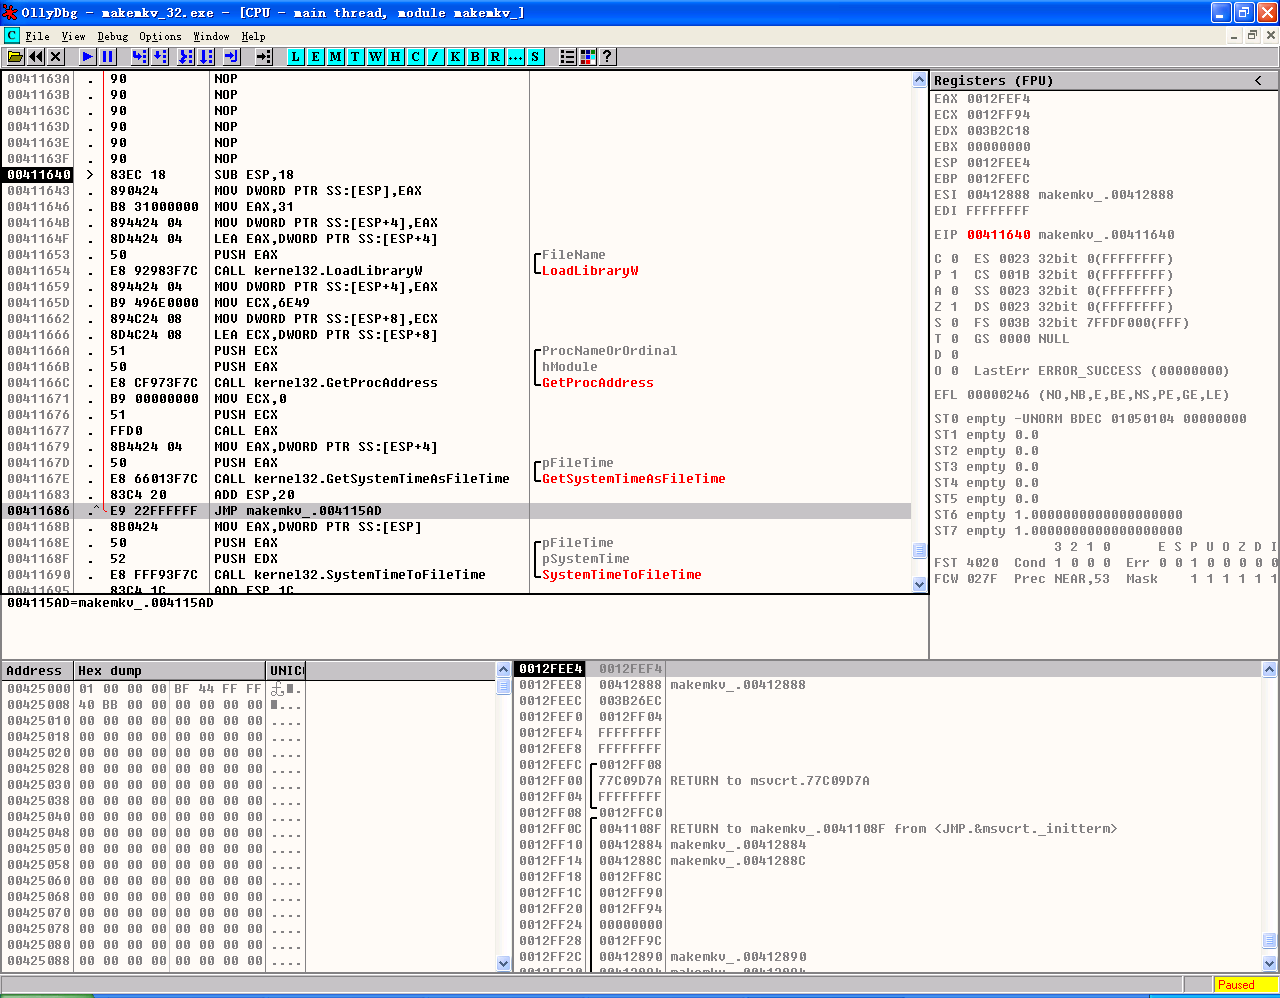 OllyDbg - makemkv_32.exe - [CPU - main thread, module makemkv_]
C File View Debug Options Window Help
L E M T W H C / K B R ... S ?
0041163A . 90 NOP
0041163B . 90 NOP
0041163C . 90 NOP
0041163D . 90 NOP
0041163E . 90 NOP
0041163F . 90 NOP
00411640 > 83EC 18 SUB ESP,18
00411643 . 890424 MOV DWORD PTR SS:[ESP],EAX
00411646 . B8 31000000 MOV EAX,31
0041164B . 894424 04 MOV DWORD PTR SS:[ESP+4],EAX
0041164F . 8D4424 04 LEA EAX,DWORD PTR SS:[ESP+4]
00411653 . 50 PUSH EAX FileName
00411654 . E8 92983F7C CALL kernel32.LoadLibraryW LoadLibraryW
00411659 . 894424 04 MOV DWORD PTR SS:[ESP+4],EAX
0041165D . B9 496E0000 MOV ECX,6E49
00411662 . 894C24 08 MOV DWORD PTR SS:[ESP+8],ECX
00411666 . 8D4C24 08 LEA ECX,DWORD PTR SS:[ESP+8]
0041166A . 51 PUSH ECX ProcNameOrOrdinal
0041166B . 50 PUSH EAX hModule
0041166C . E8 CF973F7C CALL kernel32.GetProcAddress GetProcAddress
00411671 . B9 00000000 MOV ECX,0
00411676 . 51 PUSH ECX
00411677 . FFD0 CALL EAX
00411679 . 8B4424 04 MOV EAX,DWORD PTR SS:[ESP+4]
0041167D . 50 PUSH EAX pFileTime
0041167E . E8 66013F7C CALL kernel32.GetSystemTimeAsFileTime GetSystemTimeAsFileTime
00411683 . 83C4 20 ADD ESP,20
00411686 .^ E9 22FFFFFF JMP makemkv_.004115AD
0041168B . 8B0424 MOV EAX,DWORD PTR SS:[ESP]
0041168E . 50 PUSH EAX pFileTime
0041168F . 52 PUSH EDX pSystemTime
00411690 . E8 FFF93F7C CALL kernel32.SystemTimeToFileTime SystemTimeToFileTime
00411695 . 83C4 1C ADD ESP,1C
004115AD=makemkv_.004115AD
Registers (FPU) <
EAX 0012FEF4
ECX 0012FF94
EDX 003B2C18
EBX 00000000
ESP 0012FEE4
EBP 0012FEFC
ESI 00412888 makemkv_.00412888
EDI FFFFFFFF
EIP 00411640 makemkv_.00411640
C 0 ES 0023 32bit 0(FFFFFFFF)
P 1 CS 001B 32bit 0(FFFFFFFF)
A 0 SS 0023 32bit 0(FFFFFFFF)
Z 1 DS 0023 32bit 0(FFFFFFFF)
S 0 FS 003B 32bit 7FFDF000(FFF)
T 0 GS 0000 NULL
D 0
O 0 LastErr ERROR_SUCCESS (00000000)
EFL 00000246 (NO,NB,E,BE,NS,PE,GE,LE)
ST0 empty -UNORM BDEC 01050104 00000000
ST1 empty 0.0
ST2 empty 0.0
ST3 empty 0.0
ST4 empty 0.0
ST5 empty 0.0
ST6 empty 1.0000000000000000000
ST7 empty 1.0000000000000000000
3 2 1 0 E S P U O Z D I
FST 4020 Cond 1 0 0 0 Err 0 0 1 0 0 0 0 0
FCW 027F Prec NEAR,53 Mask 1 1 1 1 1 1
Address Hex dump UNIC
00425000 01 00 00 00 BF 44 FF FF
00425008 40 BB 00 00 00 00 00 00 ...
00425010 00 00 00 00 00 00 00 00 ....
00425018 00 00 00 00 00 00 00 00 ....
00425020 00 00 00 00 00 00 00 00 ....
00425028 00 00 00 00 00 00 00 00 ....
00425030 00 00 00 00 00 00 00 00 ....
00425038 00 00 00 00 00 00 00 00 ....
00425040 00 00 00 00 00 00 00 00 ....
00425048 00 00 00 00 00 00 00 00 ....
00425050 00 00 00 00 00 00 00 00 ....
00425058 00 00 00 00 00 00 00 00 ....
00425060 00 00 00 00 00 00 00 00 ....
00425068 00 00 00 00 00 00 00 00 ....
00425070 00 00 00 00 00 00 00 00 ....
00425078 00 00 00 00 00 00 00 00 ....
00425080 00 00 00 00 00 00 00 00 ....
00425088 00 00 00 00 00 00 00 00 ....
0012FEE4 0012FEF4
0012FEE8 00412888 makemkv_.00412888
0012FEEC 003B26EC
0012FEF0 0012FF04
0012FEF4 FFFFFFFF
0012FEF8 FFFFFFFF
0012FEFC 0012FF08
0012FF00 77C09D7A RETURN to msvcrt.77C09D7A
0012FF04 FFFFFFFF
0012FF08 0012FFC0
0012FF0C 0041108F RETURN to makemkv_.0041108F from <JMP.&msvcrt._initterm>
0012FF10 00412884 makemkv_.00412884
0012FF14 0041288C makemkv_.0041288C
0012FF18 0012FF8C
0012FF1C 0012FF90
0012FF20 0012FF94
0012FF24 00000000
0012FF28 0012FF9C
0012FF2C 00412890 makemkv_.00412890
Paused